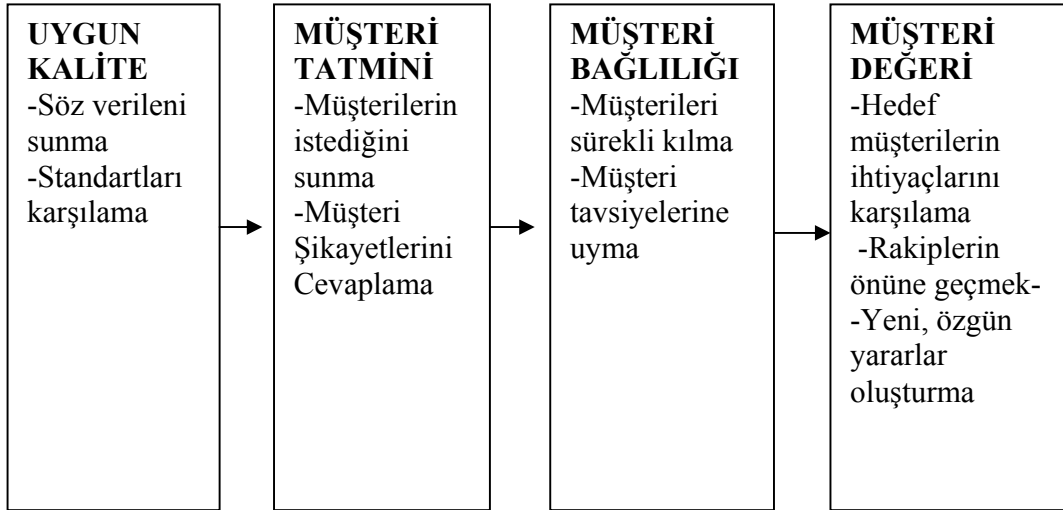 UYGUN
KALİTE
-Söz verileni
sunma
-Standartları
karşılama
MÜŞTERİ
TATMİNİ
-Müşterilerin
istediğini
sunma
-Müşteri
Şikayetlerini
Cevaplama
MÜŞTERİ
BAĞLILIĞI
-Müşterileri
sürekli kılma
-Müşteri
tavsiyelerine
uyma
MÜŞTERİ
DEĞERİ
-Hedef
müşterilerin
ihtiyaçlarını
karşılama
-Rakiplerin
önüne geçmek-
-Yeni, özgün
yararlar
oluşturma